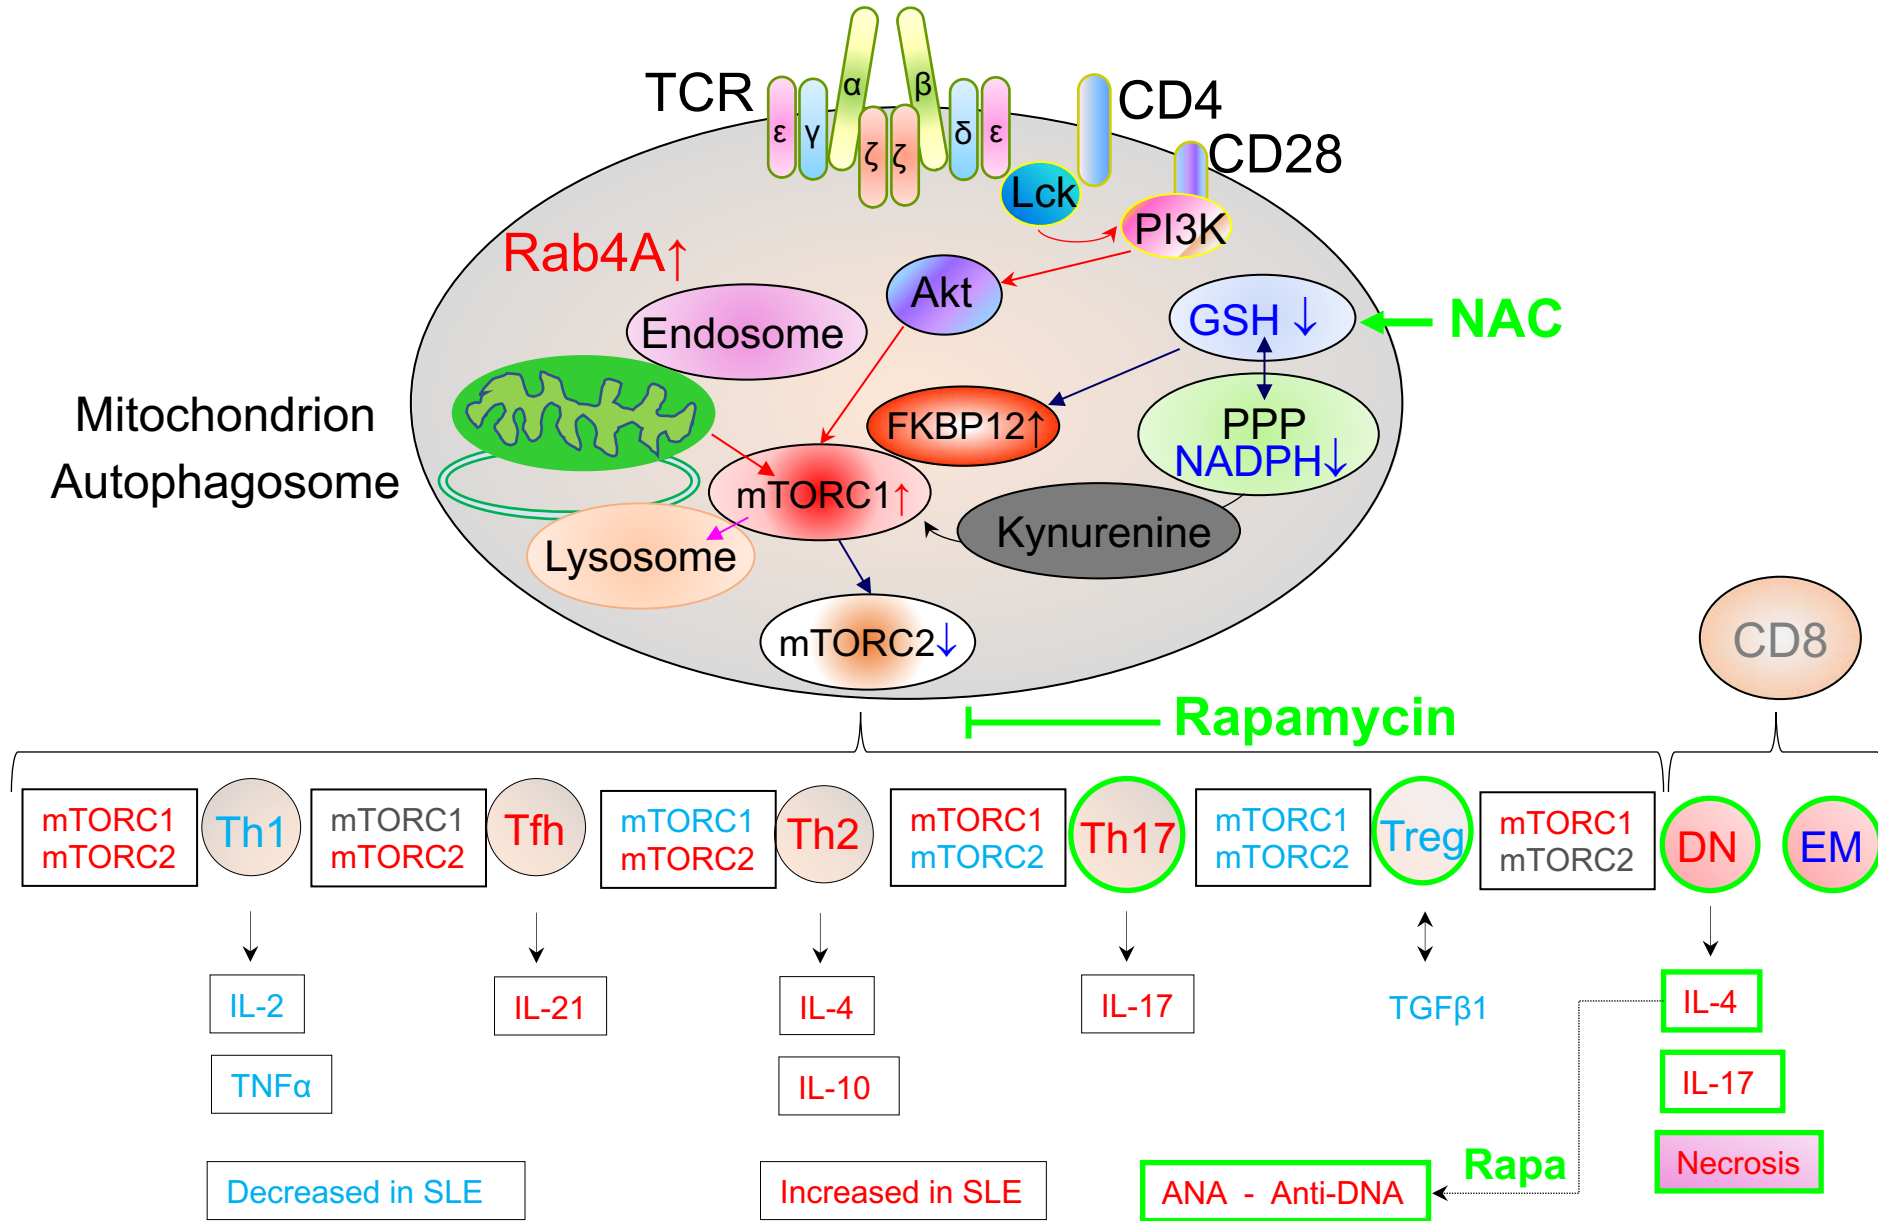 TCR
α
β
ε
γ
ζ
ζ
δ
ε
CD4
CD28
Lck
PI3K
Rab4A↑
Akt
Endosome
GSH ↓
NAC
Mitochondrion
Autophagosome
FKBP12↑
PPP
NADPH↓
mTORC1↑
Kynurenine
Lysosome
mTORC2↓
CD8
Rapamycin
mTORC1
mTORC2
Th1
mTORC1
mTORC2
Tfh
mTORC1
mTORC2
Th2
mTORC1
mTORC2
Th17
mTORC1
mTORC2
Treg
mTORC1
mTORC2
DN
EM
IL-2
IL-21
IL-4
IL-17
TGFβ1
IL-4
TNFα
IL-10
IL-17
Rapa
Necrosis
Decreased in SLE
Increased in SLE
ANA - Anti-DNA